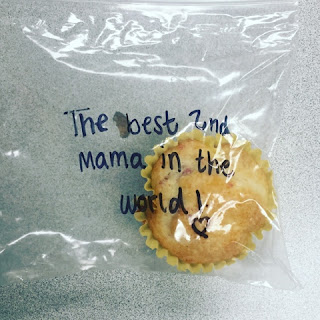 The best 2nd
mama in the
world! ♡